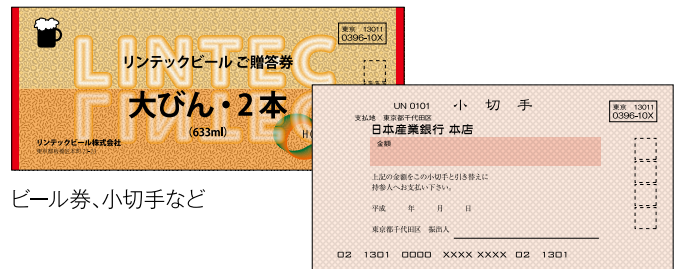 LINTEC
東京 13011
0396-10X
リンテックビール ご贈答券
大びん・2本
(633ml)
リンテックビール株式会社
UN 0101 小切手
東京 13011
0396-10X
支払地 東京都千代田区
日本産業銀行 本店
金額
上記の金額をこの小切手と引き替えに
持参人へお支払い下さい。
平成 年 月 日
東京都千代田区 振出人
02 1301 0000 XXXX XXXX 02 1301
ビール券、小切手など